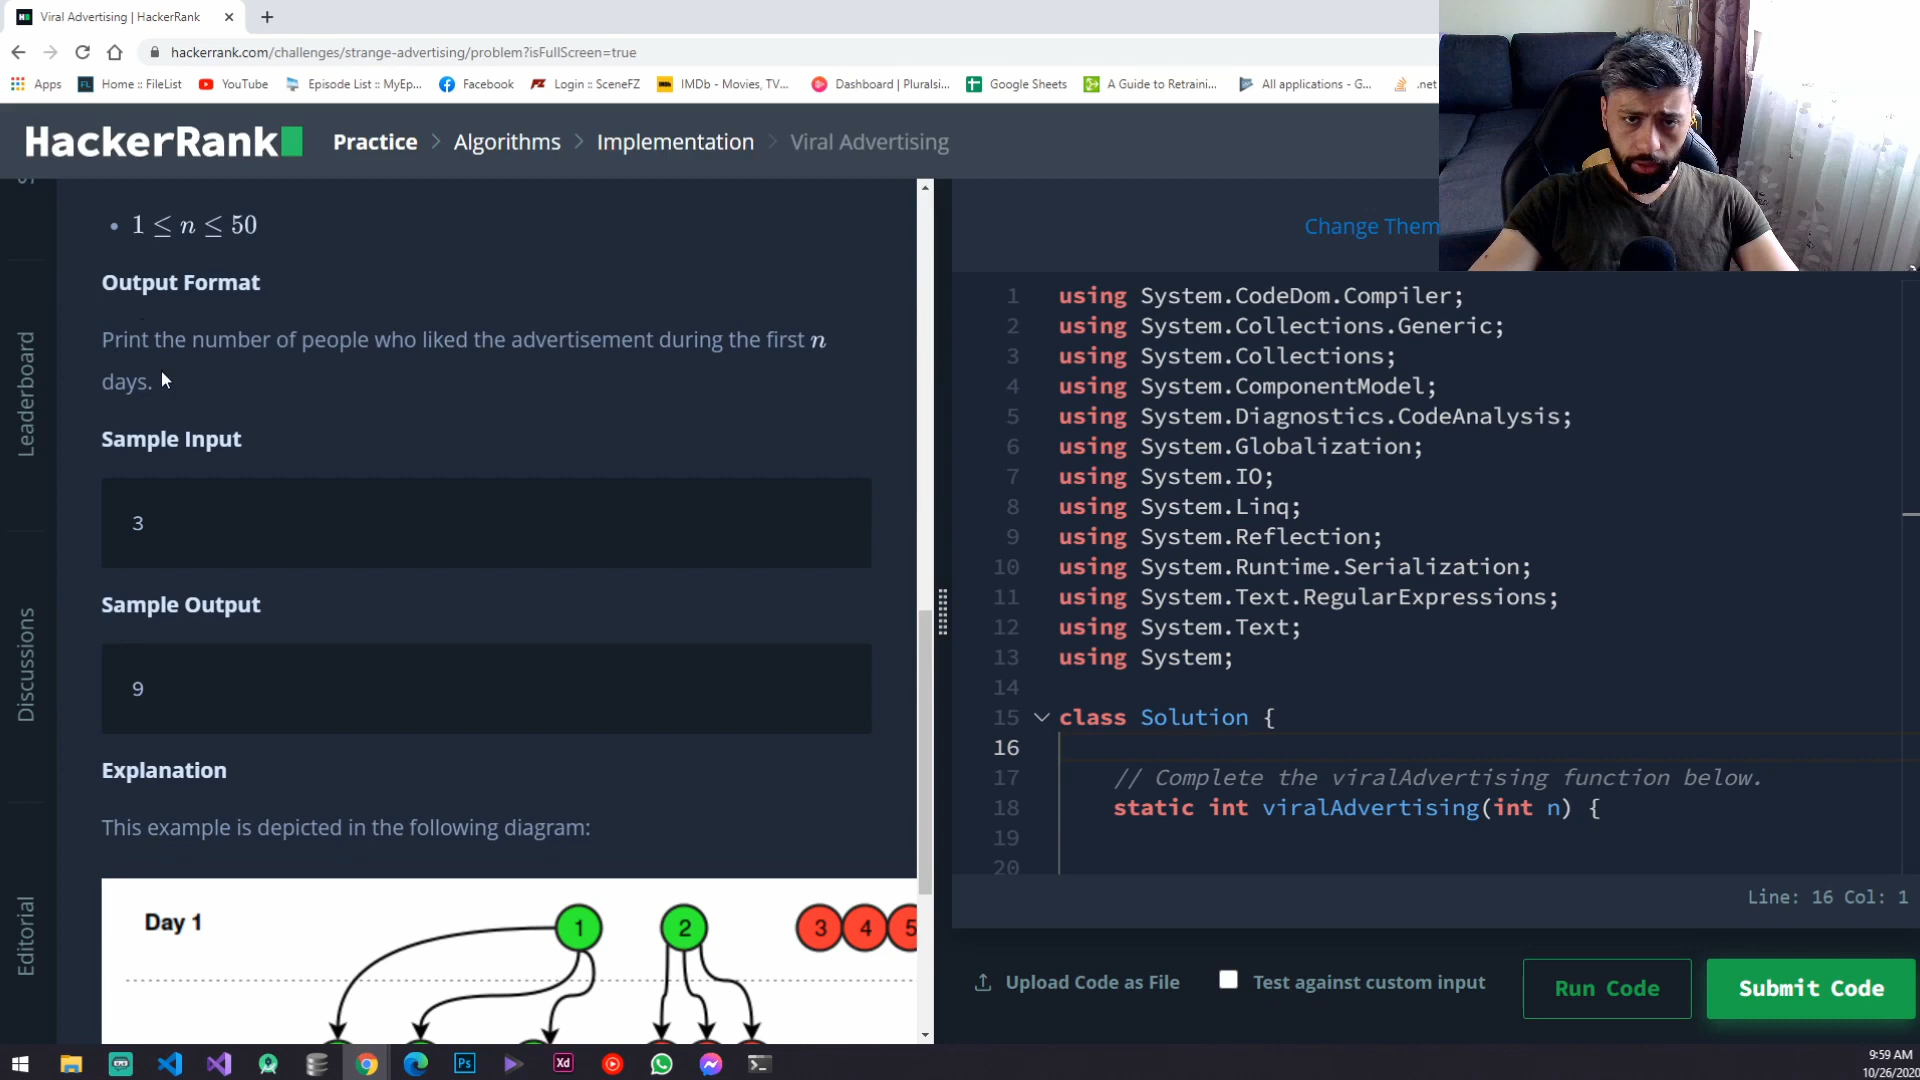 Viral Advertising | HackerRank
hackerrank.com/challenges/strange-advertising/problem?isFullScreen=true
Apps
Home :: FileList
YouTube
Episode List :: MyEp...
Facebook
Login :: SceneFZ
IMDb - Movies, TV...
Dashboard | Pluralsi...
Google Sheets
A Guide to Retraini...
All applications - G...
.net
HackerRank
Practice > Algorithms > Implementation > Viral Advertising
Leaderboard
Discussions
Editorial
• 1 ≤ n ≤ 50
Output Format
Print the number of people who liked the advertisement during the first n
days.
Sample Input
3
Sample Output
9
Explanation
This example is depicted in the following diagram:
Day 1
1
2
3
4
5
Change Them
1 using System.CodeDom.Compiler;
2 using System.Collections.Generic;
3 using System.Collections;
4 using System.ComponentModel;
5 using System.Diagnostics.CodeAnalysis;
6 using System.Globalization;
7 using System.IO;
8 using System.Linq;
9 using System.Reflection;
10 using System.Runtime.Serialization;
11 using System.Text.RegularExpressions;
12 using System.Text;
13 using System;
14
15 class Solution {
16
17 // Complete the viralAdvertising function below.
18 static int viralAdvertising(int n) {
19
20
Line: 16 Col: 1
Upload Code as File
Test against custom input
Run Code
Submit Code
Ps
Xd
9:59 AM
10/26/2020